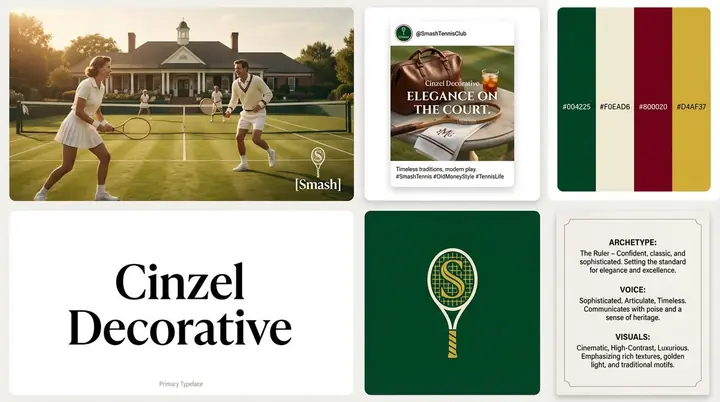 S
[Smash]
@SmashTennisClub
Cinzel Decorative
ELEGANCE ON
THE COURT.
Timeless traditions, modern play.
#SmashTennis #OldMoneyStyle #TennisLife
#004225
#F0EAD6
#800020
#D4AF37
Cinzel
Decorative
Primary Typeface
S
ARCHETYPE:
The Ruler – Confident, classic, and
sophisticated. Setting the standard
for elegance and excellence.
VOICE:
Sophisticated, Articulate, Timeless.
Communicates with poise and a
sense of heritage.
VISUALS:
Cinematic, High-Contrast, Luxurious.
Emphasizing rich textures, golden
light, and traditional motifs.